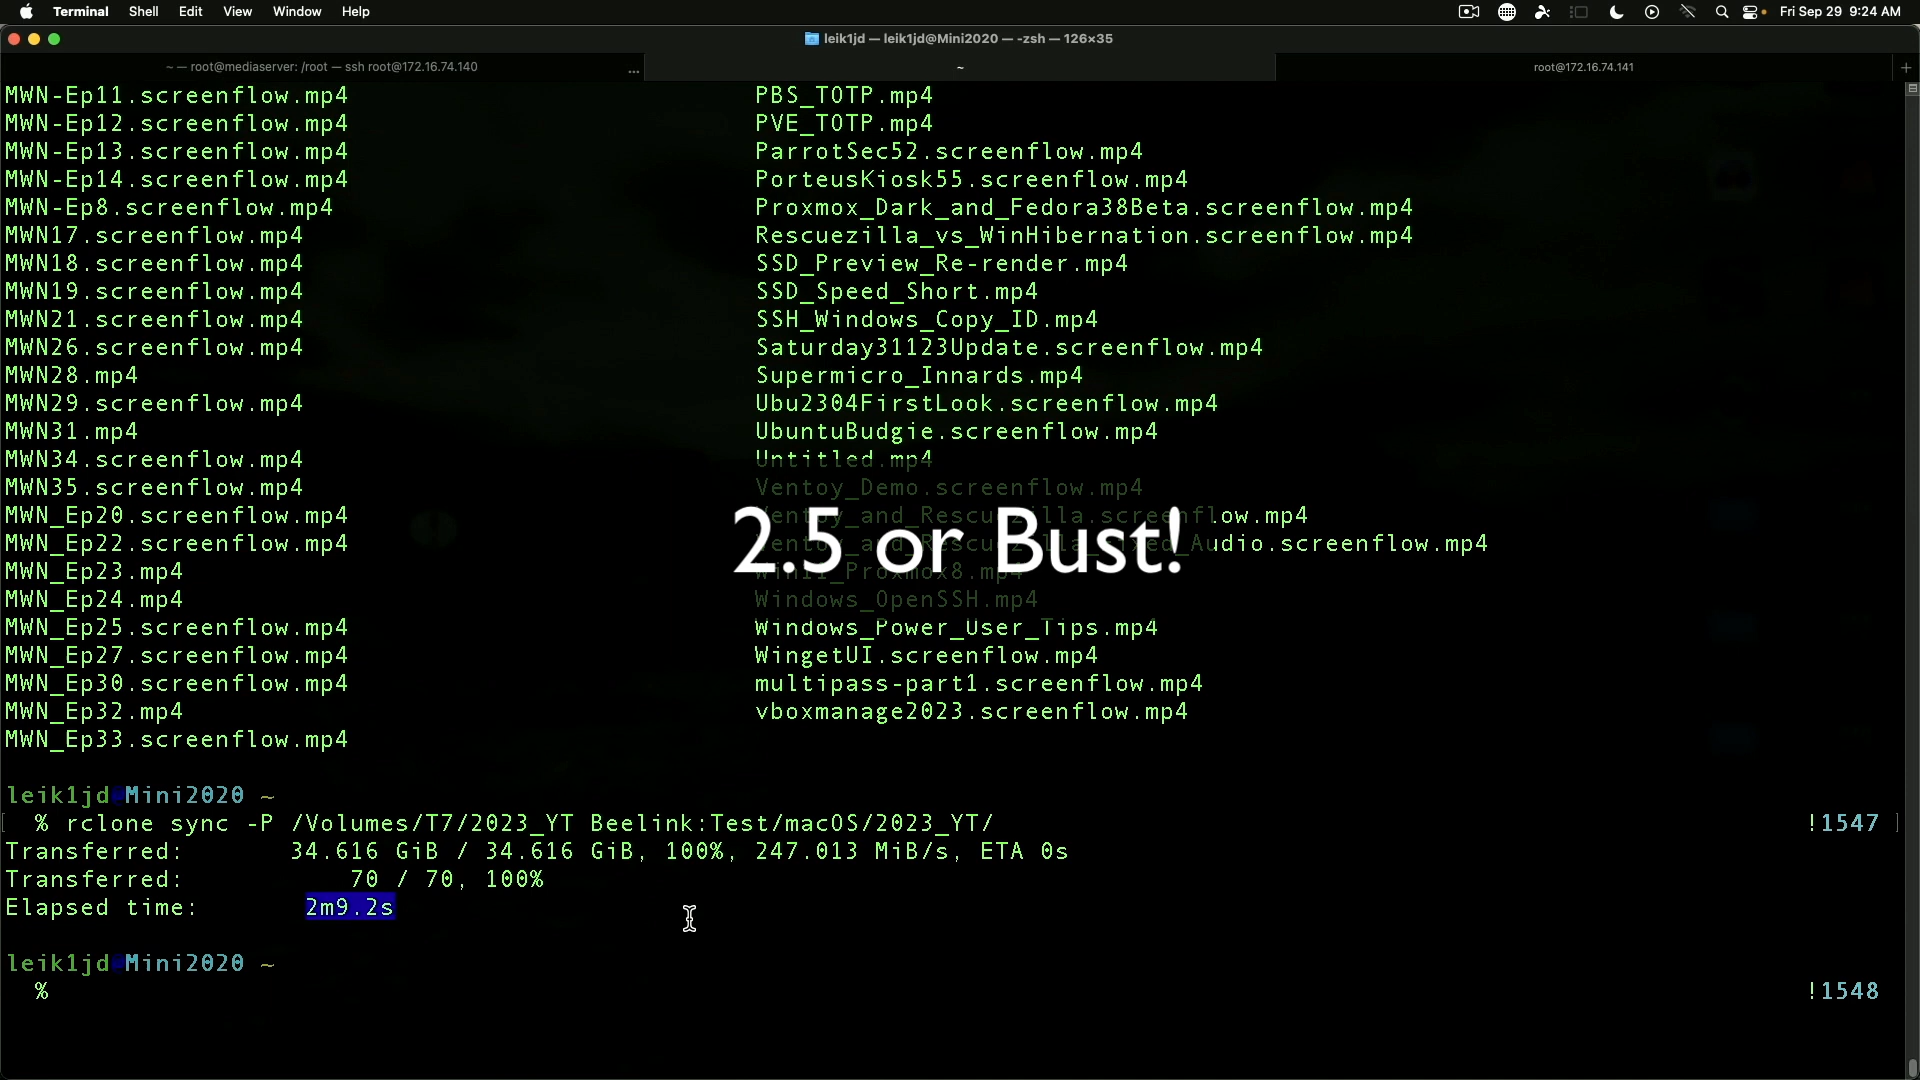 Terminal Shell Edit View Window Help Fri Sep 29 9:24 AM
leik1jd — leik1jd@Mini2020 — -zsh — 126×35
~ — root@mediaserver: /root — ssh root@172.16.74.140 ... ~ root@172.16.74.141 +
MWN-Ep11.screenflow.mp4 PBS_TOTP.mp4
MWN-Ep12.screenflow.mp4 PVE_TOTP.mp4
MWN-Ep13.screenflow.mp4 ParrotSec52.screenflow.mp4
MWN-Ep14.screenflow.mp4 PorteusKiosk55.screenflow.mp4
MWN-Ep8.screenflow.mp4 Proxmox_Dark_and_Fedora38Beta.screenflow.mp4
MWN17.screenflow.mp4 Rescuezilla_vs_WinHibernation.screenflow.mp4
MWN18.screenflow.mp4 SSD_Preview_Re-render.mp4
MWN19.screenflow.mp4 SSD_Speed_Short.mp4
MWN21.screenflow.mp4 SSH_Windows_Copy_ID.mp4
MWN26.screenflow.mp4 Saturday31123Update.screenflow.mp4
MWN28.mp4 Supermicro_Innards.mp4
MWN29.screenflow.mp4 Ubu2304FirstLook.screenflow.mp4
MWN31.mp4 UbuntuBudgie.screenflow.mp4
MWN34.screenflow.mp4 Untitled.mp4
MWN35.screenflow.mp4 Ventoy_Demo.screenflow.mp4
MWN_Ep20.screenflow.mp4 Ventoy_and_Rescuezilla.screenflow.mp4
MWN_Ep22.screenflow.mp4 Ventoy_and_Rescuezilla_Fixed_Audio.screenflow.mp4
2.5 or Bust!
MWN_Ep23.mp4 Win11_Proxmox8.mp4
MWN_Ep24.mp4 Windows_OpenSSH.mp4
MWN_Ep25.screenflow.mp4 Windows_Power_User_Tips.mp4
MWN_Ep27.screenflow.mp4 WingetUI.screenflow.mp4
MWN_Ep30.screenflow.mp4 multipass-part1.screenflow.mp4
MWN_Ep32.mp4 vboxmanage2023.screenflow.mp4
MWN_Ep33.screenflow.mp4
leik1jd Mini2020 ~
[ % rclone sync -P /Volumes/T7/2023_YT Beelink:Test/macOS/2023_YT/ !1547 ]
Transferred: 34.616 GiB / 34.616 GiB, 100%, 247.013 MiB/s, ETA 0s
Transferred: 70 / 70, 100%
Elapsed time: 2m9.2s
leik1jd Mini2020 ~
% !1548